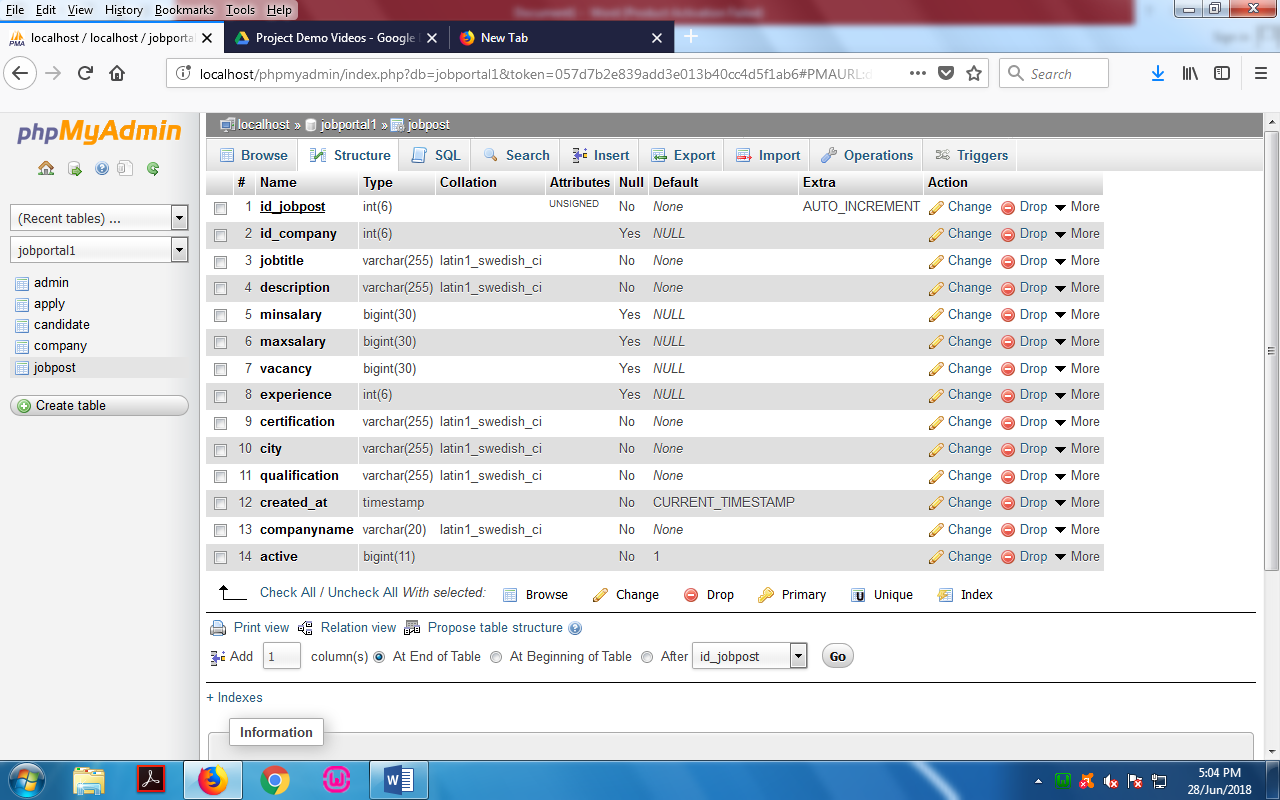 File Edit View History Bookmarks Tools Help
localhost / localhost / jobportal
Project Demo Videos - Google
New Tab
localhost/phpmyadmin/index.php?db=jobportal1&token=057d7b2e839add3e013b40cc4d5f1ab6#PMAURL:d
Search
phpMyAdmin
(Recent tables) ...
jobportal1
admin
apply
candidate
company
jobpost
Create table
localhost » jobportal1 » jobpost
Browse Structure SQL Search Insert Export Import Operations Triggers
# Name Type Collation Attributes Null Default Extra Action
1 id_jobpost int(6) UNSIGNED No None AUTO_INCREMENT Change Drop More
2 id_company int(6) Yes NULL Change Drop More
3 jobtitle varchar(255) latin1_swedish_ci No None Change Drop More
4 description varchar(255) latin1_swedish_ci No None Change Drop More
5 minsalary bigint(30) Yes NULL Change Drop More
6 maxsalary bigint(30) Yes NULL Change Drop More
7 vacancy bigint(30) Yes NULL Change Drop More
8 experience int(6) Yes NULL Change Drop More
9 certification varchar(255) latin1_swedish_ci No None Change Drop More
10 city varchar(255) latin1_swedish_ci No None Change Drop More
11 qualification varchar(255) latin1_swedish_ci No None Change Drop More
12 created_at timestamp No CURRENT_TIMESTAMP Change Drop More
13 companyname varchar(20) latin1_swedish_ci No None Change Drop More
14 active bigint(11) No 1 Change Drop More
Check All / Uncheck All With selected: Browse Change Drop Primary Unique Index
Print view Relation view Propose table structure
Add 1 column(s) At End of Table At Beginning of Table After id_jobpost Go
+ Indexes
Information
5:04 PM
28/Jun/2018